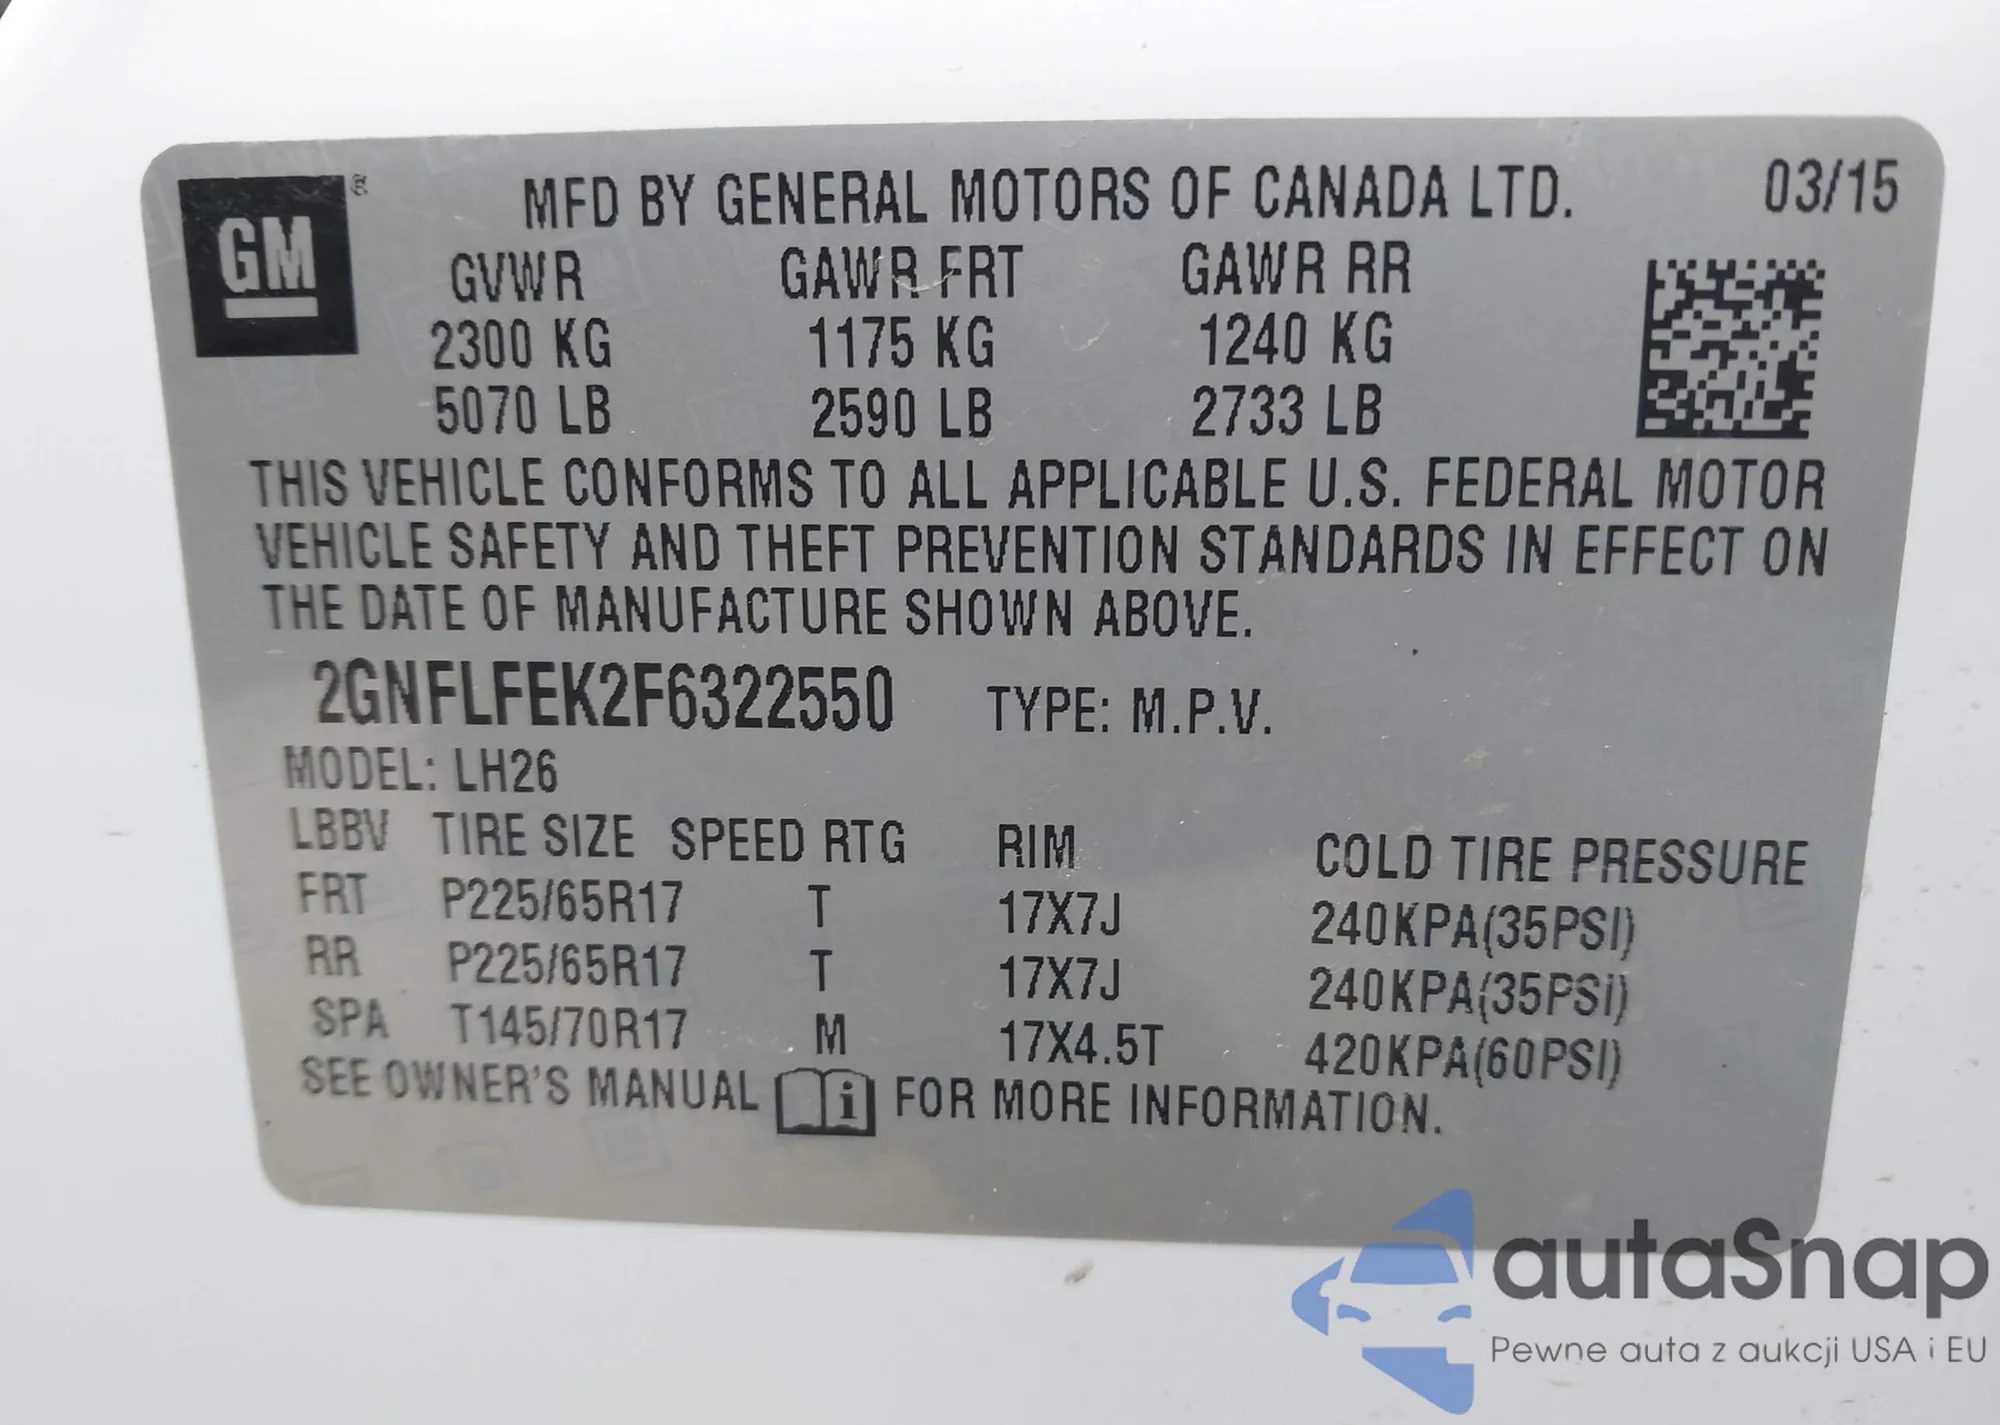 GM ®
MFD BY GENERAL MOTORS OF CANADA LTD. 03/15
GVWR GAWR FRT GAWR RR
2300 KG 1175 KG 1240 KG
5070 LB 2590 LB 2733 LB
THIS VEHICLE CONFORMS TO ALL APPLICABLE U.S. FEDERAL MOTOR
VEHICLE SAFETY AND THEFT PREVENTION STANDARDS IN EFFECT ON
THE DATE OF MANUFACTURE SHOWN ABOVE.
2GNFLFEK2F6322550 TYPE: M.P.V.
MODEL: LH26
LBBV TIRE SIZE SPEED RTG RIM COLD TIRE PRESSURE
FRT P225/65R17 T 17X7J 240KPA(35PSI)
RR P225/65R17 T 17X7J 240KPA(35PSI)
SPA T145/70R17 M 17X4.5T 420KPA(60PSI)
SEE OWNER'S MANUAL i FOR MORE INFORMATION.
autaSnap
Pewne auta z aukcji USA i EU